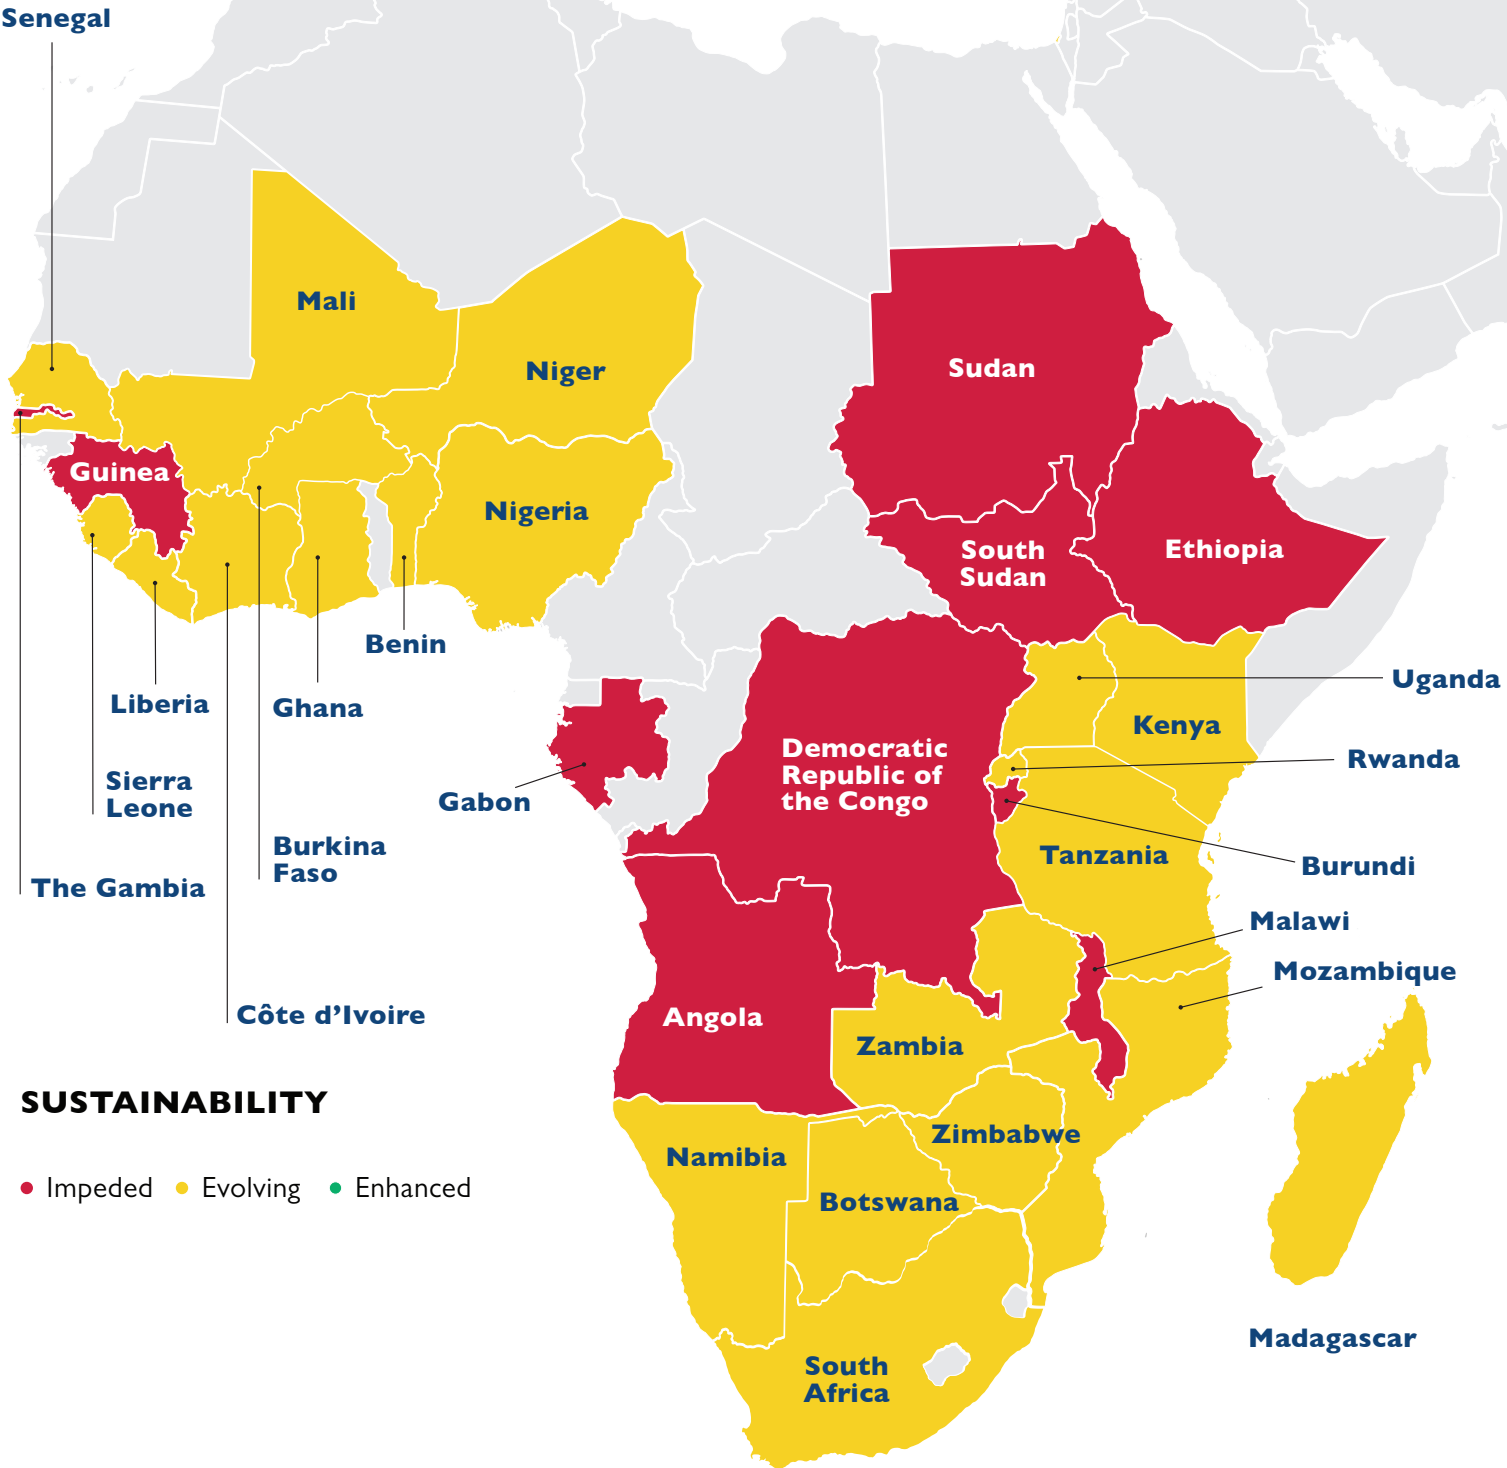 Senegal
Mali
Niger
Sudan
Guinea
Nigeria
South
Sudan
Ethiopia
Benin
Uganda
Liberia
Ghana
Kenya
Democratic
Republic of
the Congo
Rwanda
Sierra
Leone
Gabon
Burkina
Faso
Tanzania
Burundi
The Gambia
Malawi
Mozambique
Côte d’Ivoire
Angola
Zambia
SUSTAINABILITY
Zimbabwe
Namibia
Impeded Evolving Enhanced
Botswana
Madagascar
South
Africa